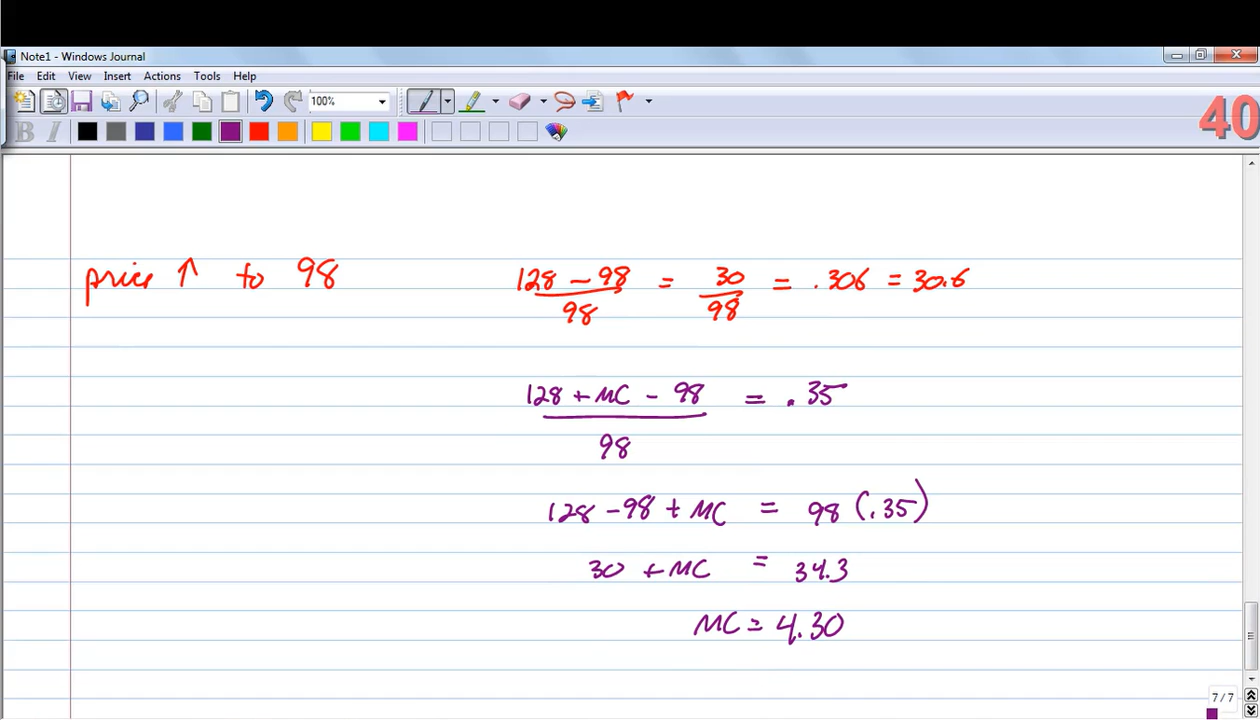 Note1 - Windows Journal
File Edit View Insert Actions Tools Help
100%
B I
40
price ↑ to 98
128 - 98 / 98 = 30 / 98 = .306 = 30.6
128 + MC - 98 / 98 = .35
128 - 98 + MC = 98 (.35)
30 + MC = 34.3
MC = 4.30
7 / 7